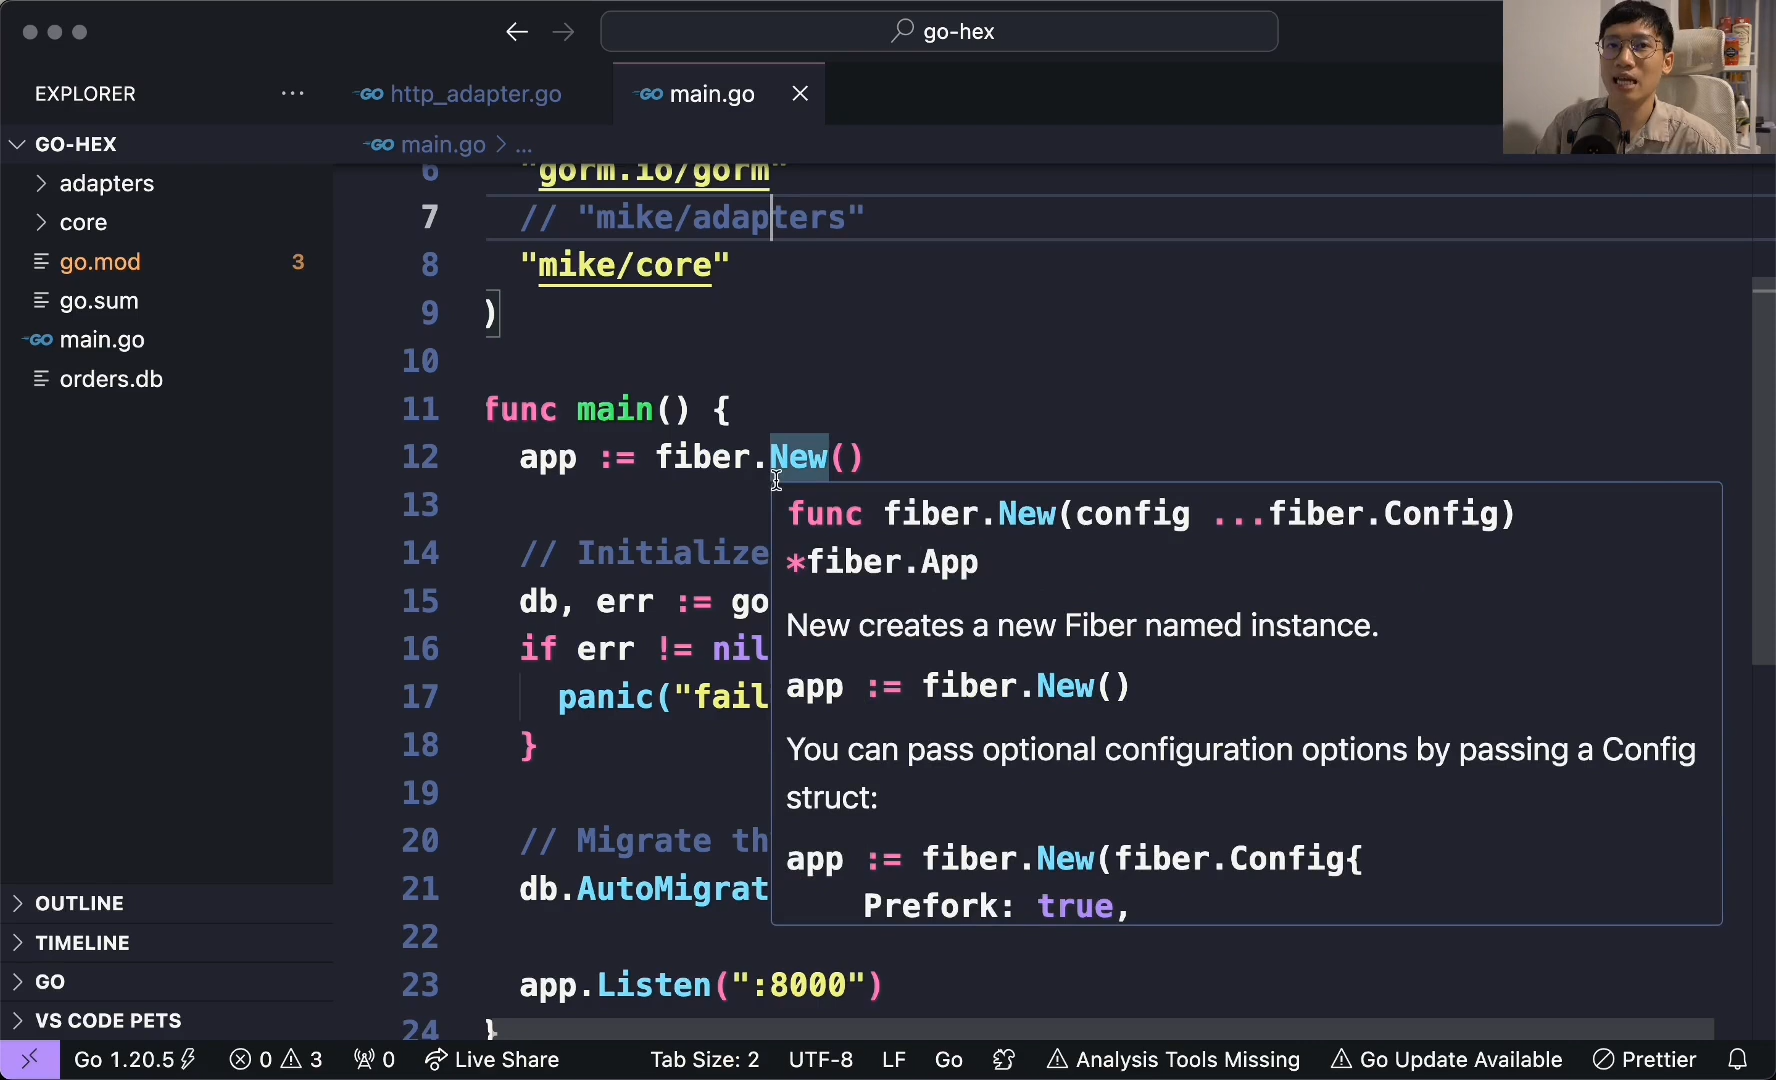 go-hex
EXPLORER
GO-HEX
adapters
core
go.mod 3
go.sum
GO main.go
orders.db
OUTLINE
TIMELINE
GO
VS CODE PETS
GO http_adapter.go
GO main.go
GO main.go > ...
6 "gorm.io/gorm"
7 // "mike/adapters"
8 "mike/core"
9 )
10
11 func main() {
12 app := fiber.New()
13
14 // Initialize
15 db, err := go
16 if err != nil
17 panic("fail
18 }
19
20 // Migrate th
21 db.AutoMigrat
22
23 app.Listen(":8000")
24 }
func fiber.New(config ...fiber.Config)
*fiber.App
New creates a new Fiber named instance.
app := fiber.New()
You can pass optional configuration options by passing a Config
struct:
app := fiber.New(fiber.Config{
Prefork: true,
Go 1.20.5 0 3 0 Live Share Tab Size: 2 UTF-8 LF Go Analysis Tools Missing Go Update Available Prettier